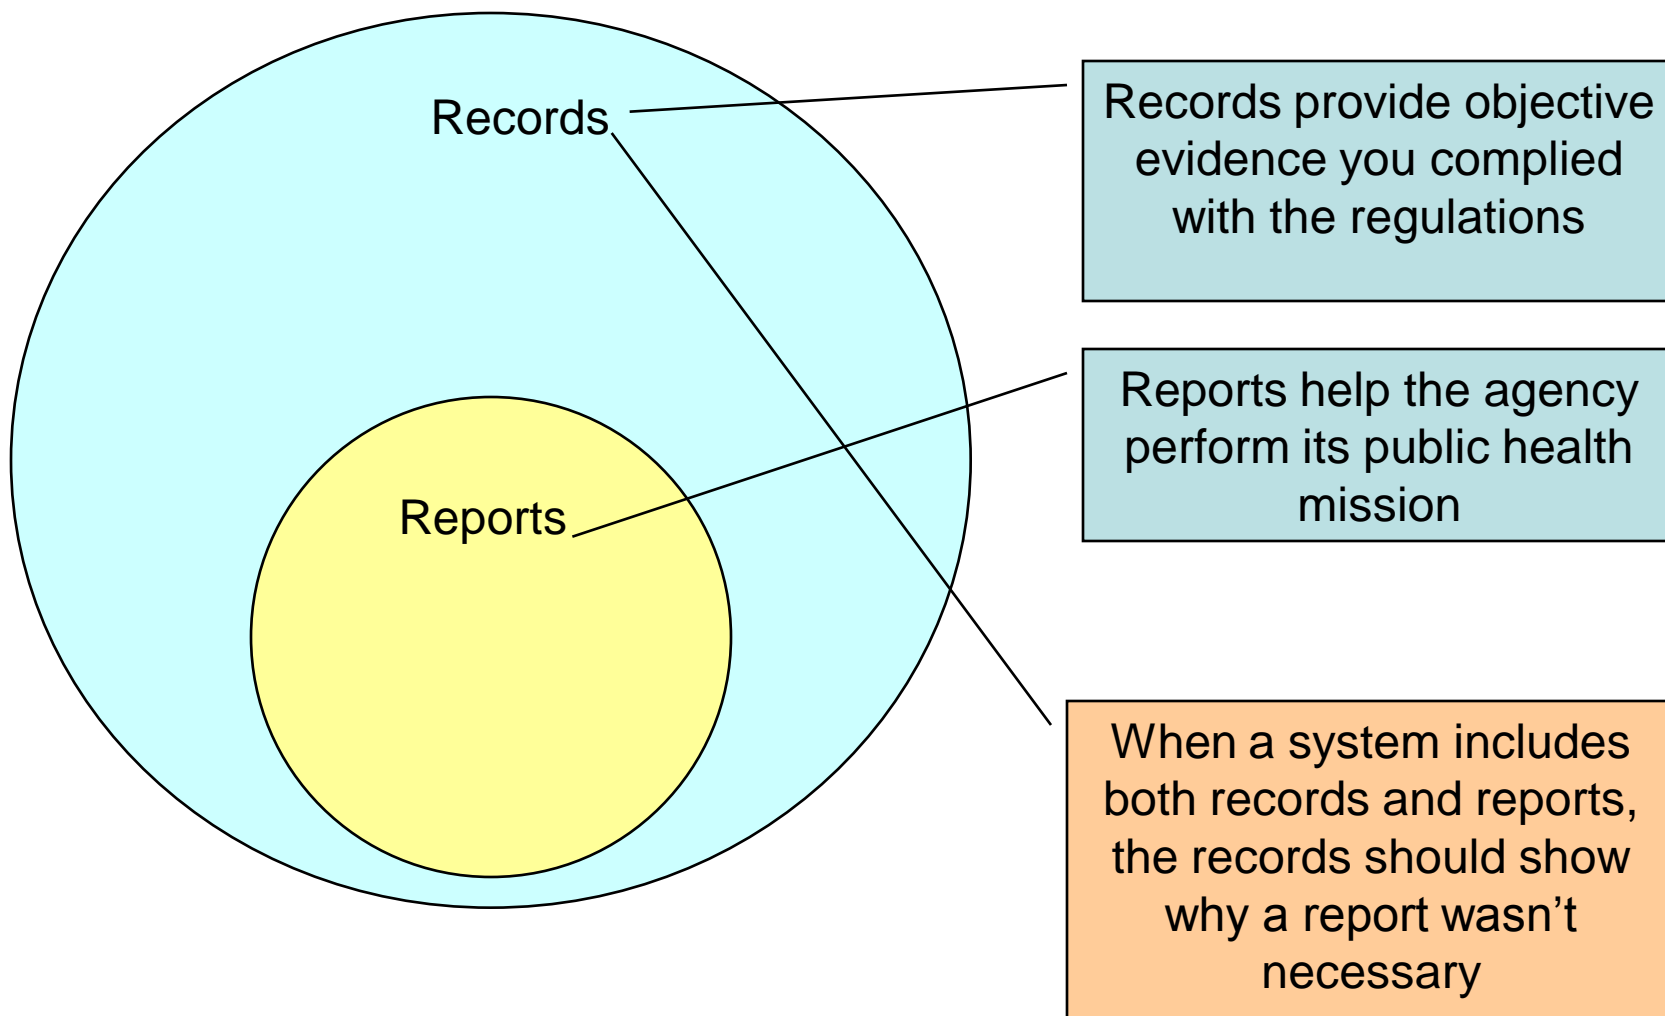 Records
Records provide objective
evidence you complied
with the regulations
Reports help the agency
perform its public health
mission
Reports
When a system includes
both records and reports,
the records should show
why a report wasn’t
necessary